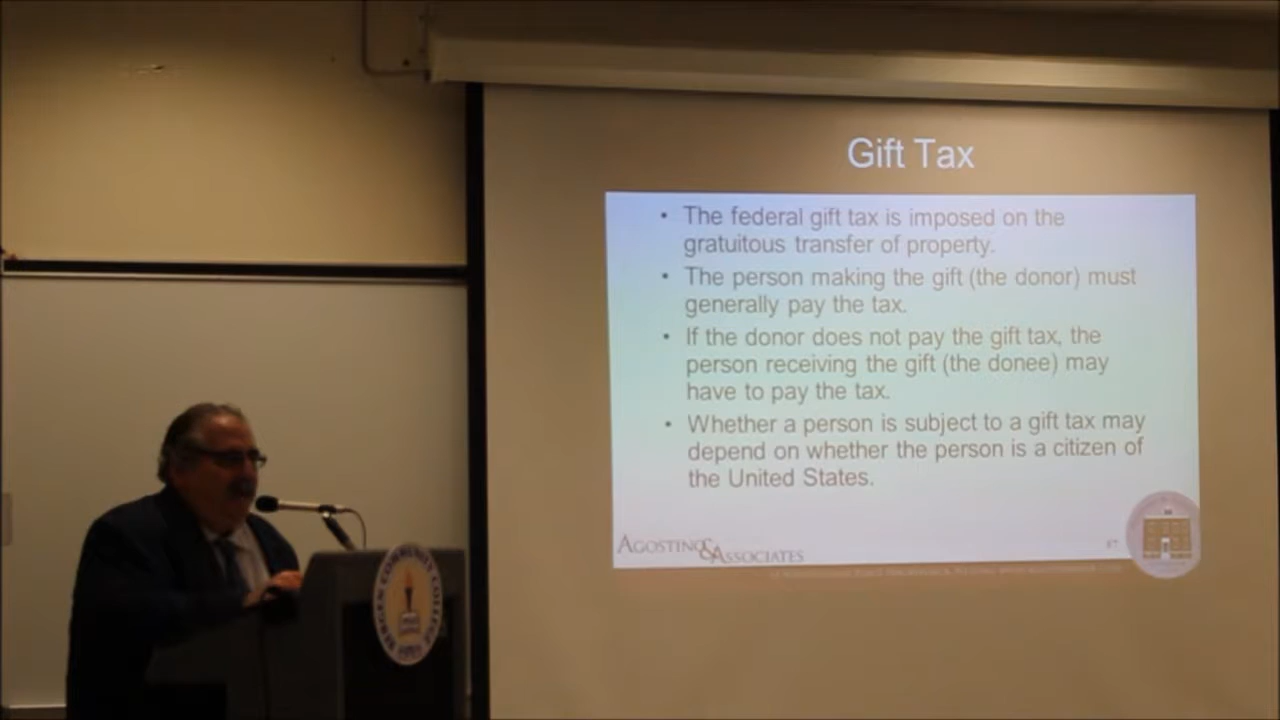 Gift Tax
• The federal gift tax is imposed on the
gratuitous transfer of property.
• The person making the gift (the donor) must
generally pay the tax.
• If the donor does not pay the gift tax, the
person receiving the gift (the donee) may
have to pay the tax.
• Whether a person is subject to a gift tax may
depend on whether the person is a citizen of
the United States.
AGOSTINO & ASSOCIATES
BERGEN COMMUNITY COLLEGE